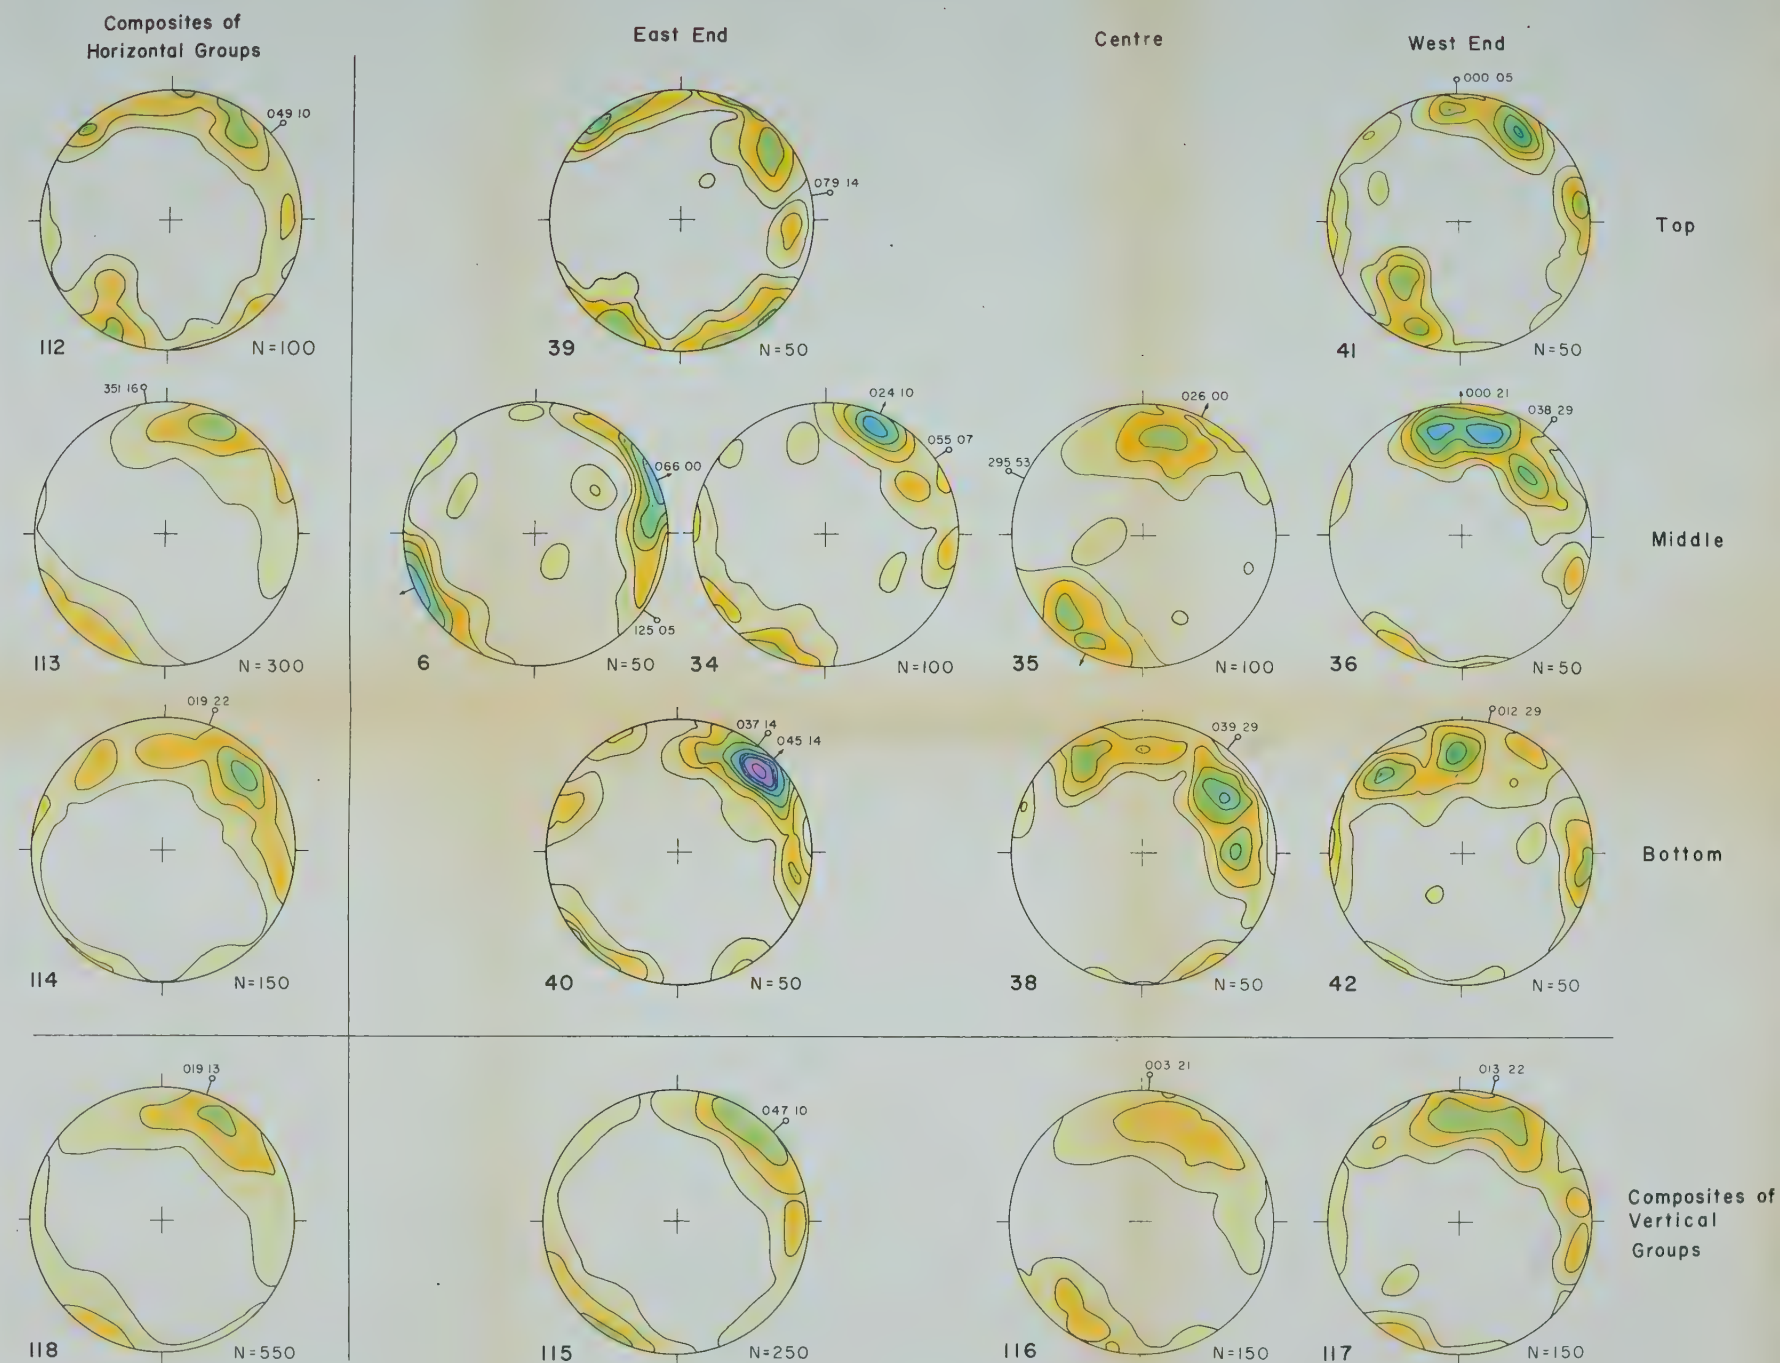 Composites of
Horizontal Groups
East End
Centre
West End
049 10
112
N=100
079 14
39
N=50
000 05
41
N=50
Top
351 16
113
N=300
066 00
125 05
6
N=50
024 10
055 07
34
N=100
026 00
295 53
35
N=100
000 21
038 29
36
N=50
Middle
019 22
114
N=150
037 14
045 14
40
N=50
039 29
38
N=50
012 29
42
N=50
Bottom
019 13
118
N=550
047 10
115
N=250
003 21
116
N=150
013 22
117
N=150
Composites of
Vertical
Groups